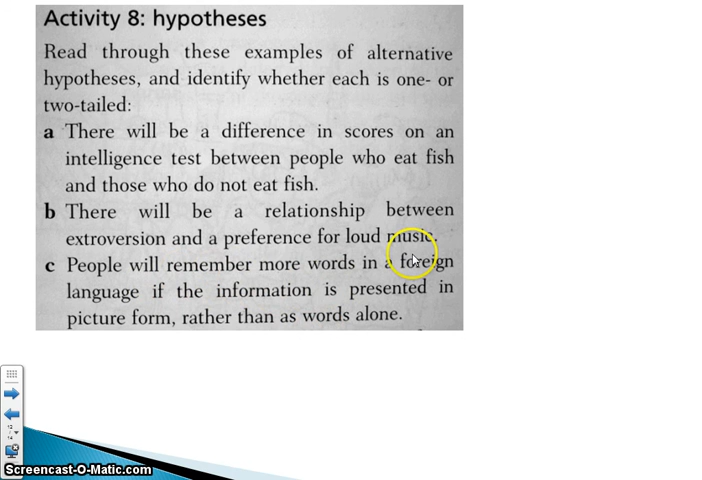 Activity 8: hypotheses
Read through these examples of alternative
hypotheses, and identify whether each is one- or
two-tailed:
a There will be a difference in scores on an
intelligence test between people who eat fish
and those who do not eat fish.
b There will be a relationship between
extroversion and a preference for loud music.
c People will remember more words in a foreign
language if the information is presented in
picture form, rather than as words alone.
Screencast-O-Matic.com